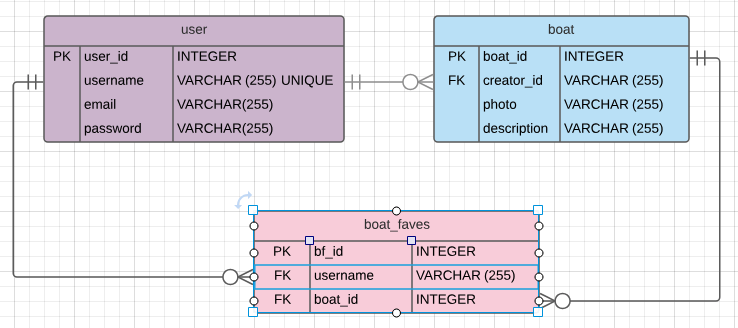 user
PK user_id INTEGER
username VARCHAR (255) UNIQUE
email VARCHAR(255)
password VARCHAR(255)
boat
PK boat_id INTEGER
FK creator_id VARCHAR (255)
photo VARCHAR (255)
description VARCHAR (255)
boat_faves
PK bf_id INTEGER
FK username VARCHAR (255)
FK boat_id INTEGER